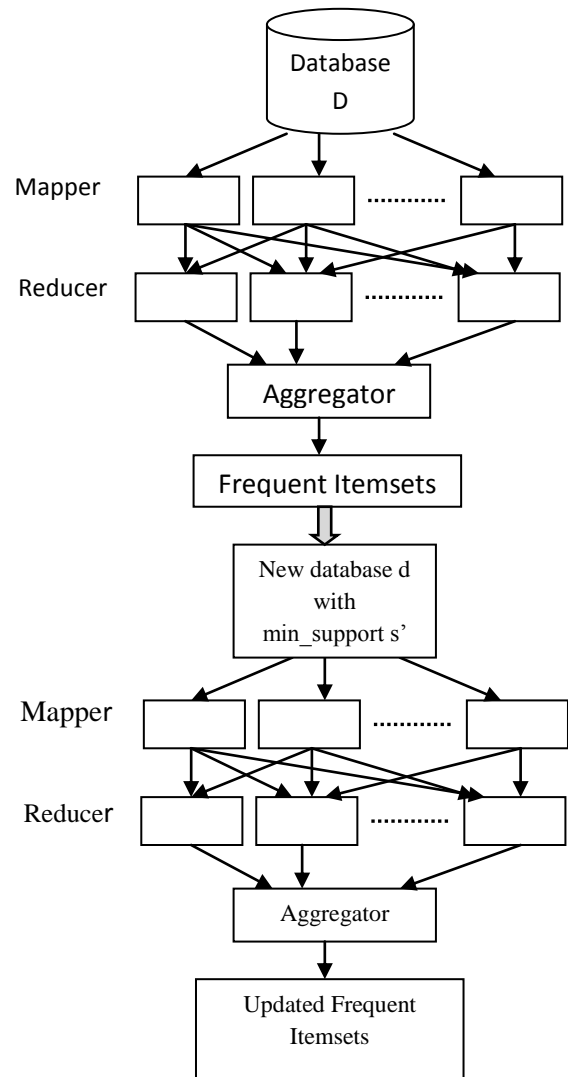 Database
D
Mapper
............
Reducer
............
Aggregator
Frequent Itemsets
New database d
with
min_support s’
Mapper
............
Reducer
............
Aggregator
Updated Frequent
Itemsets